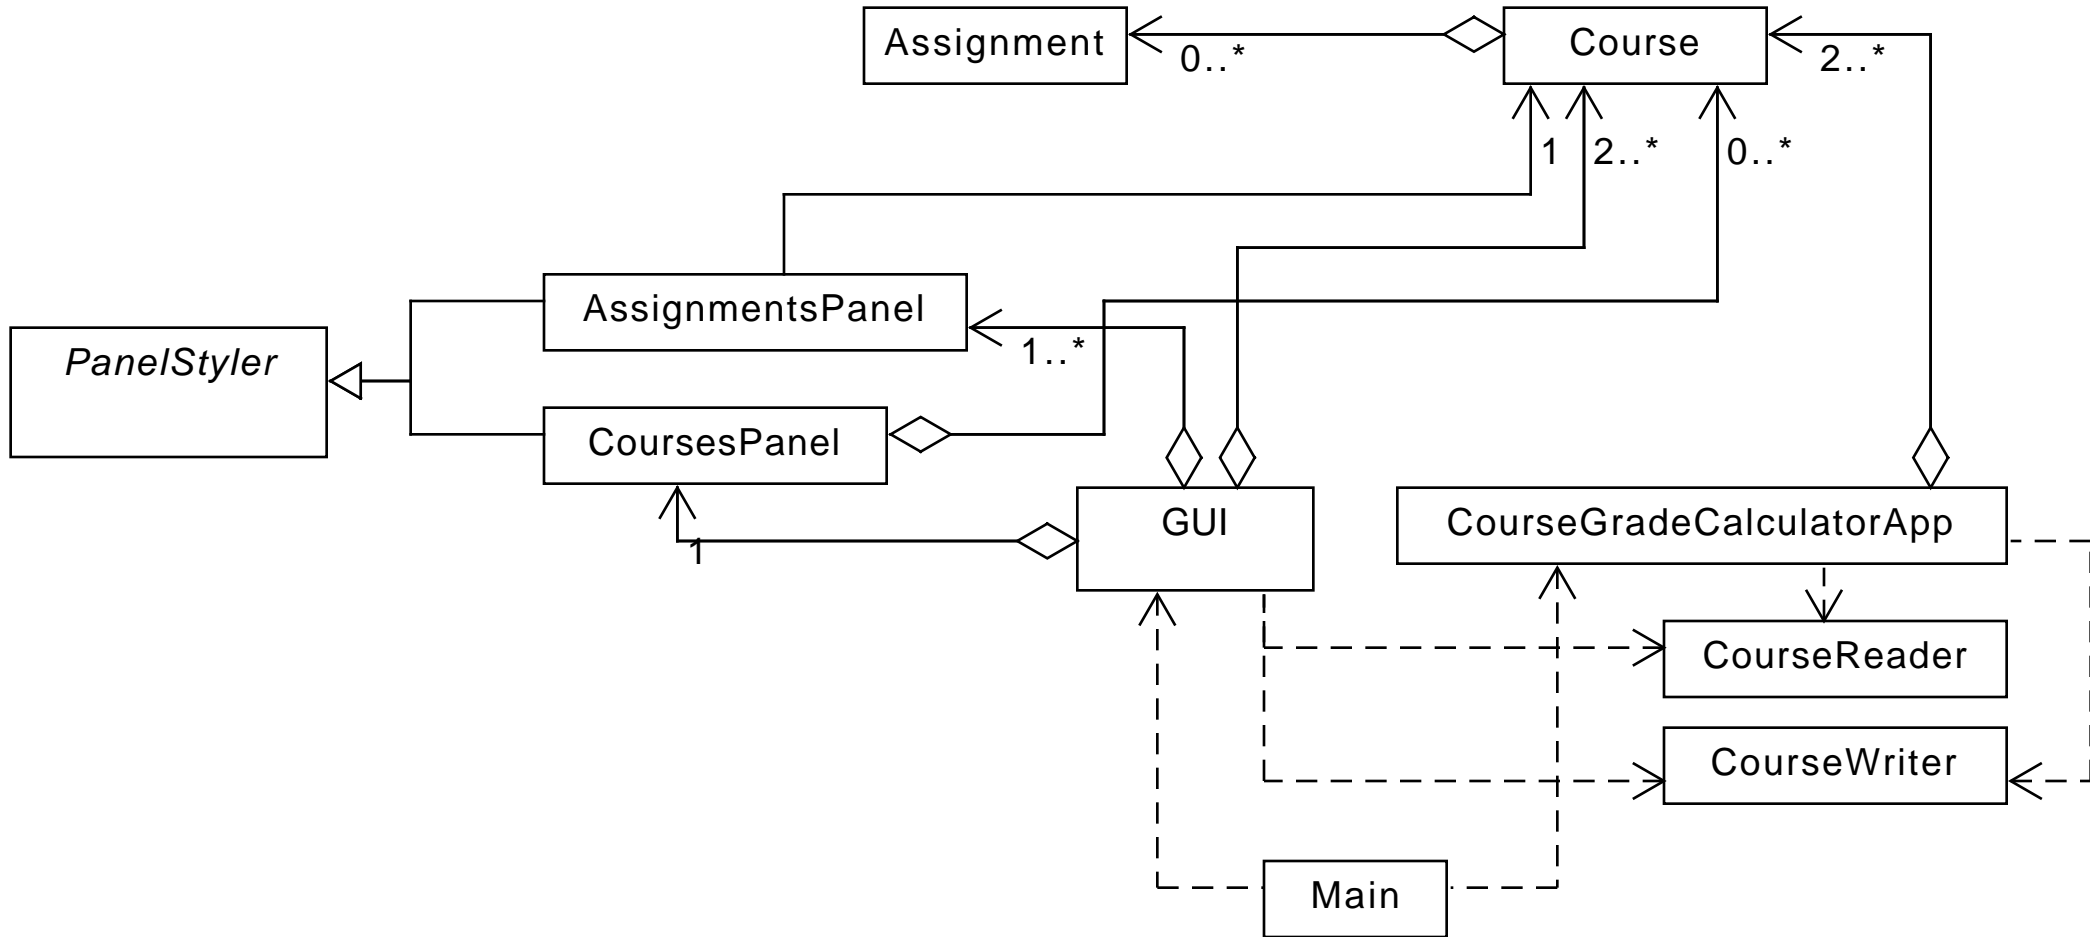 Assignment
0..*
Course
2..*
1
2..*
0..*
AssignmentsPanel
PanelStyler
1..*
CoursesPanel
GUI
CourseGradeCalculatorApp
1
CourseReader
CourseWriter
Main